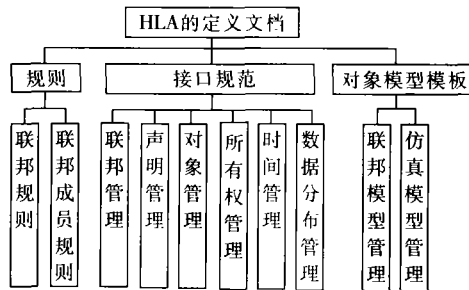 HLA的定义文档
规则
接口规范
对象模型模板
联邦规则
联邦成员规则
联邦管理
声明管理
对象管理
所有权管理
时间管理
数据分布管理
联邦模型管理
仿真模型管理